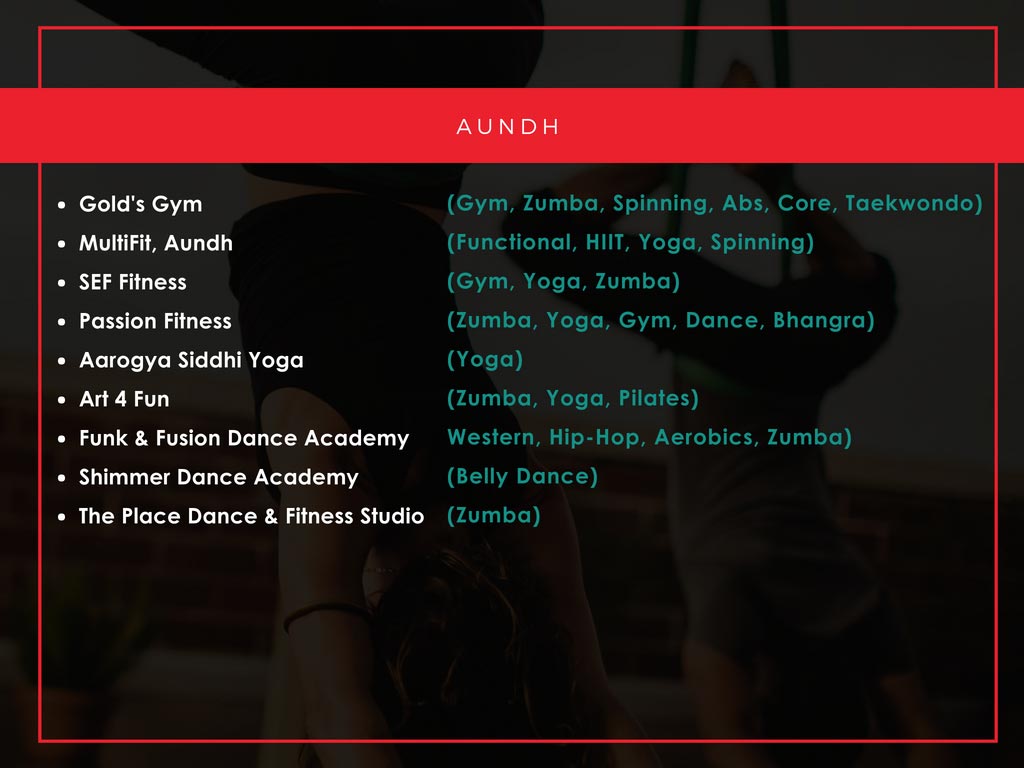 AUNDH
• Gold's Gym (Gym, Zumba, Spinning, Abs, Core, Taekwondo)
• MultiFit, Aundh (Functional, HIIT, Yoga, Spinning)
• SEF Fitness (Gym, Yoga, Zumba)
• Passion Fitness (Zumba, Yoga, Gym, Dance, Bhangra)
• Aarogya Siddhi Yoga (Yoga)
• Art 4 Fun (Zumba, Yoga, Pilates)
• Funk & Fusion Dance Academy Western, Hip-Hop, Aerobics, Zumba)
• Shimmer Dance Academy (Belly Dance)
• The Place Dance & Fitness Studio (Zumba)